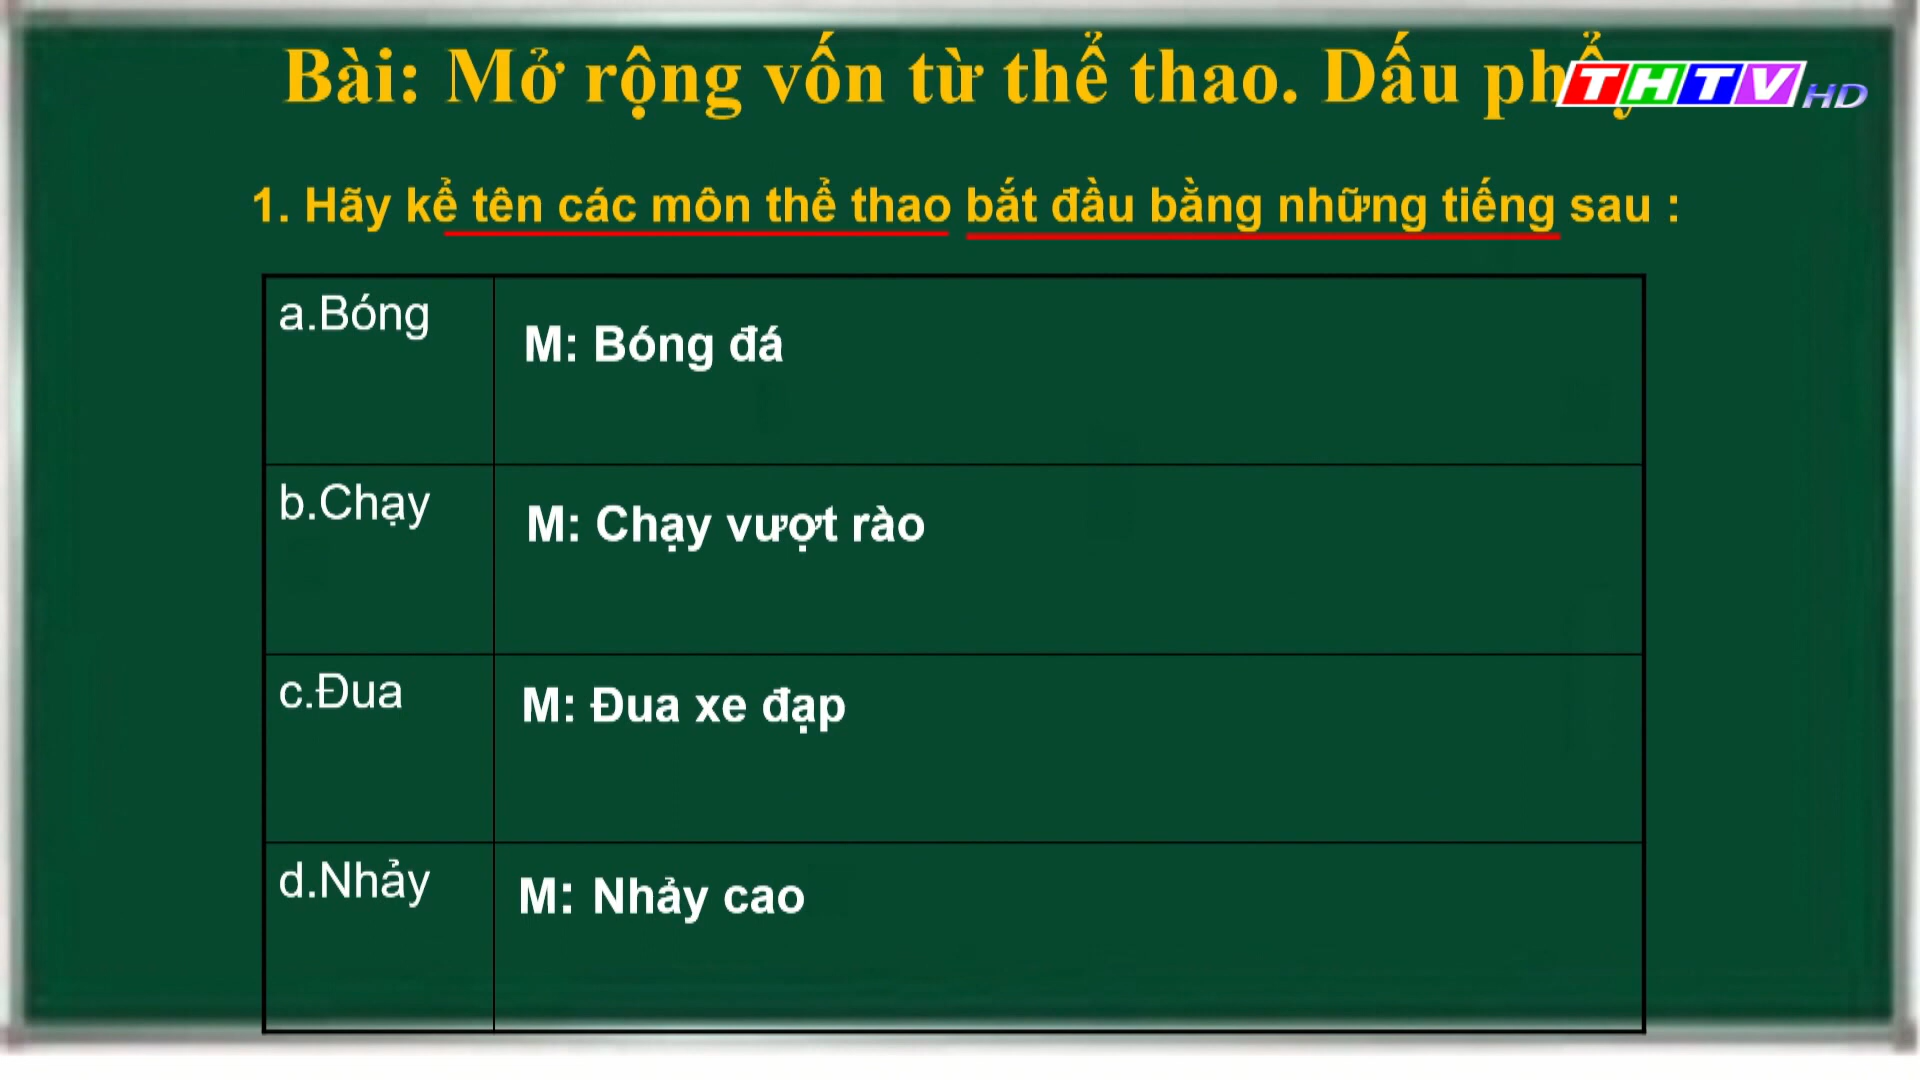 Bài: Mở rộng vốn từ thể thao. Dấu
THTV HD
1. Hãy kể tên các môn thể thao bắt đầu bằng những tiếng sau :
a.Bóng
M: Bóng đá
b.Chạy
M: Chạy vượt rào
c.Đua
M: Đua xe đạp
d.Nhảy
M: Nhảy cao